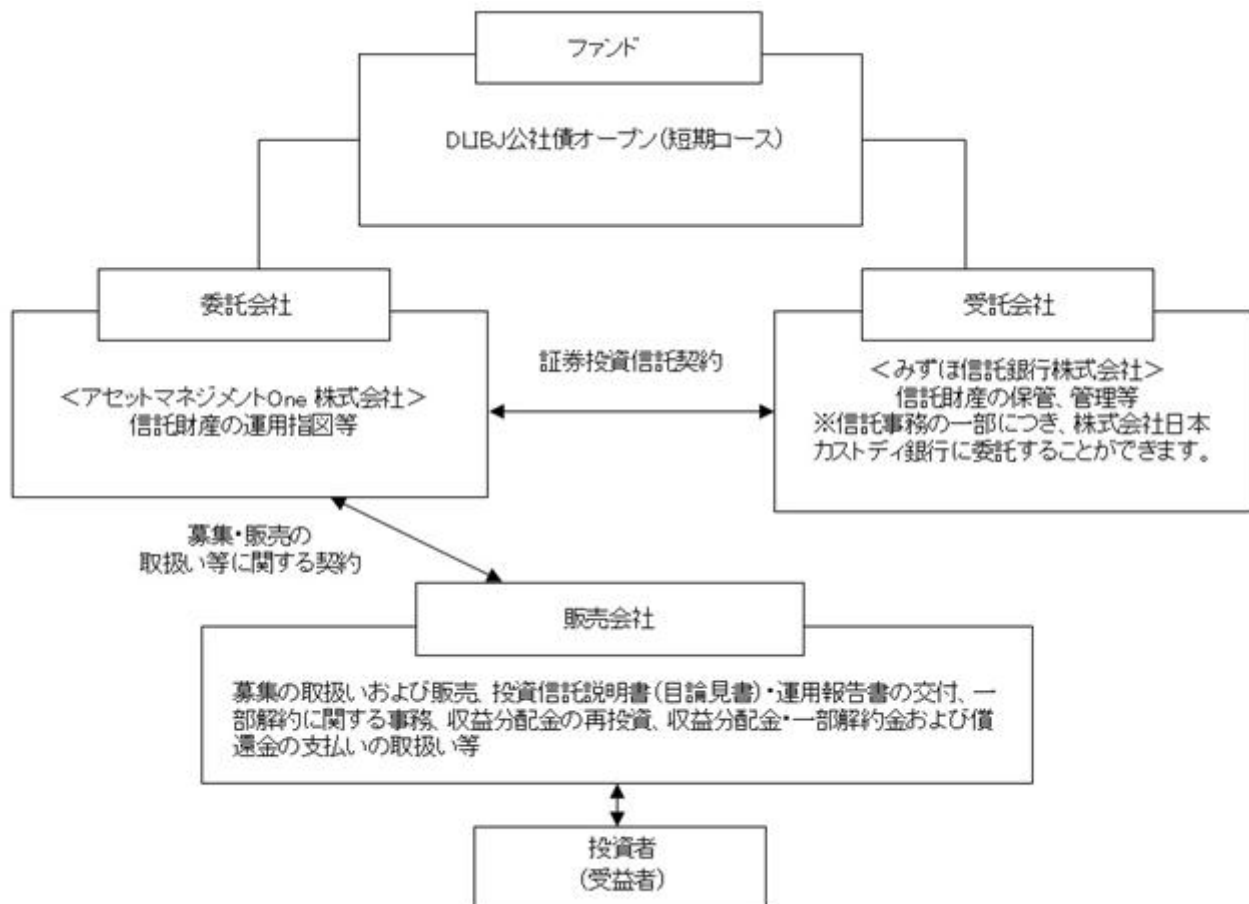 ファンド
DLIBJ公社債オープン(短期コース)
委託会社
受託会社
<アセットマネジメントOne 株式会社>
信託財産の運用指図等
証券投資信託契約
<みずほ信託銀行株式会社>
信託財産の保管、管理等
※信託事務の一部につき、株式会社日本
カストディ銀行に委託することができます。
募集・販売の
取扱い等に関する契約
販売会社
募集の取扱いおよび販売、投資信託説明書(目論見書)・運用報告書の交付、一
部解約に関する事務、収益分配金の再投資、収益分配金・一部解約金および償
還金の支払いの取扱い等
投資者
(受益者)